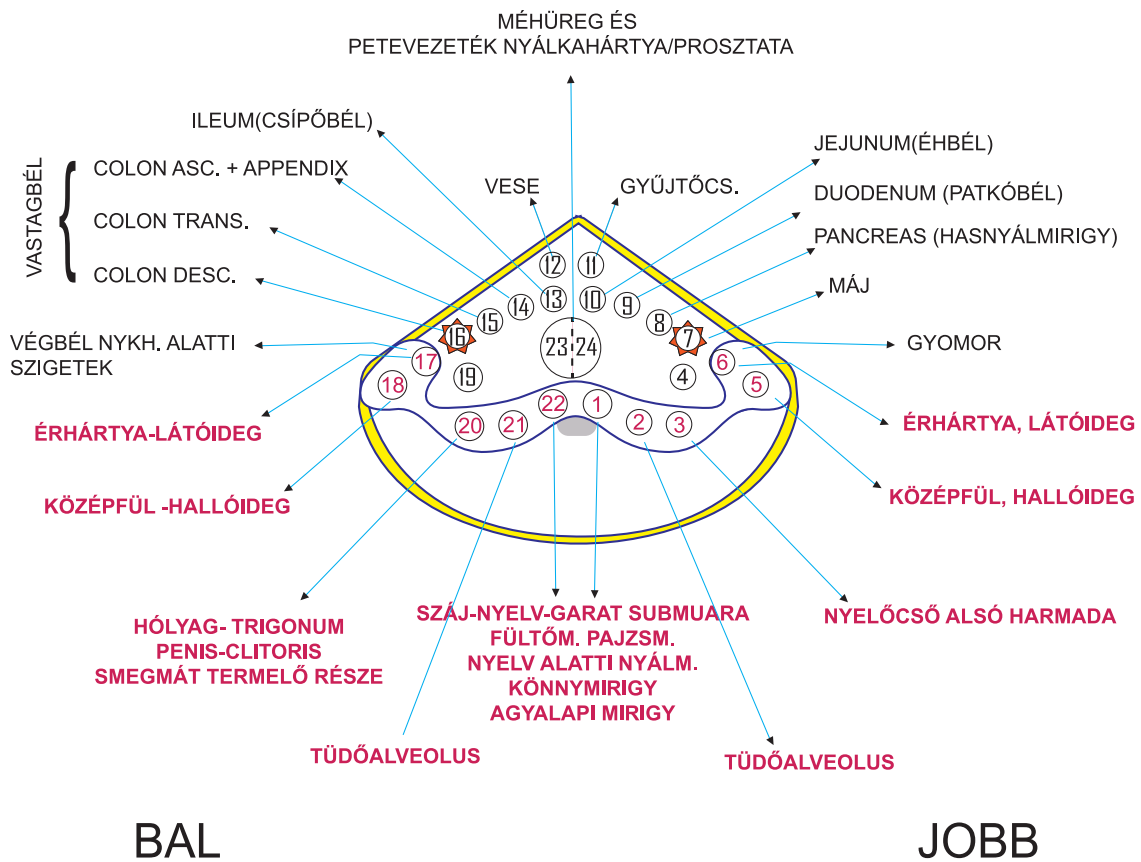 MÉHÜREG ÉS
PETEVEZETÉK NYÁLKAHÁRTYA/PROSZTATA
ILEUM(CSÍPŐBÉL)
VASTAGBÉL
COLON ASC. + APPENDIX
COLON TRANS.
COLON DESC.
VESE
GYŰJTŐCS.
JEJUNUM(ÉHBÉL)
DUODENUM (PATKÓBÉL)
PANCREAS (HASNYÁLMIRIGY)
MÁJ
GYOMOR
VÉGBÉL NYKH. ALATTI
SZIGETEK
12 11
13 10
14 9
15 8
16 7
23 24
17 6
18 5
19 4
22 1
20 21 2 3
ÉRHÁRTYA-LÁTÓIDEG
KÖZÉPFÜL -HALLÓIDEG
ÉRHÁRTYA, LÁTÓIDEG
KÖZÉPFÜL, HALLÓIDEG
HÓLYAG- TRIGONUM
PENIS-CLITORIS
SMEGMÁT TERMELŐ RÉSZE
SZÁJ-NYELV-GARAT SUBMUARA
FÜLTŐM. PAJZSM.
NYELV ALATTI NYÁLM.
KÖNNYMIRIGY
AGYALAPI MIRIGY
NYELŐCSŐ ALSÓ HARMADA
TÜDŐALVEOLUS
TÜDŐALVEOLUS
BAL
JOBB